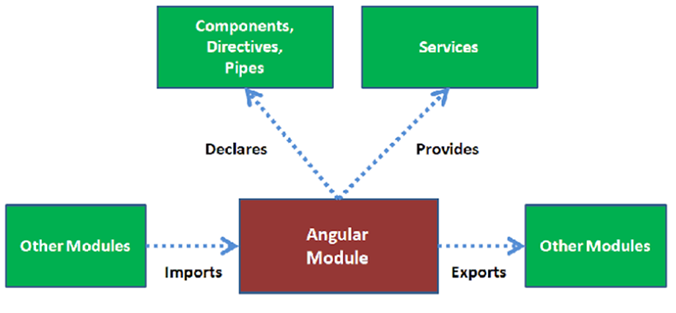 Components,
Directives,
Pipes
Services
Declares
Provides
Other Modules
Imports
Angular
Module
Exports
Other Modules